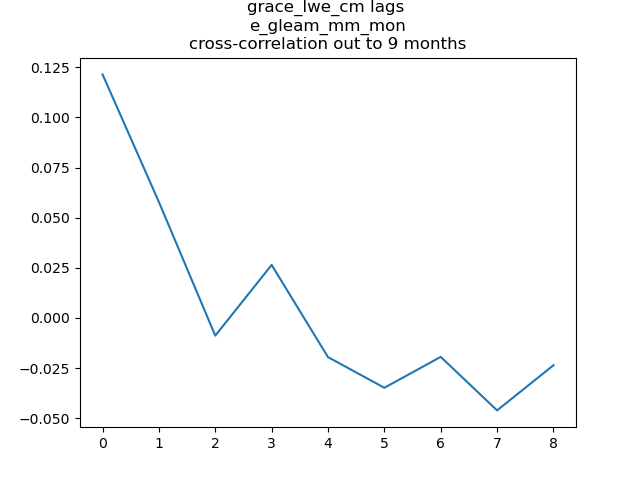 grace_lwe_cm lags
e_gleam_mm_mon
cross-correlation out to 9 months
0.125
0.100
0.075
0.050
0.025
0.000
−0.025
−0.050
0 1 2 3 4 5 6 7 8